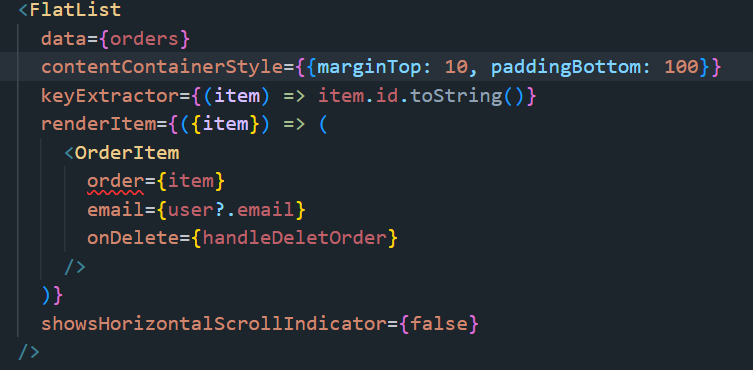 <FlatList
data={orders}
contentContainerStyle={{marginTop: 10, paddingBottom: 100}}
keyExtractor={(item) => item.id.toString()}
renderItem={({item}) => (
<OrderItem
order={item}
email={user?.email}
onDelete={handleDeletOrder}
/>
)}
showsHorizontalScrollIndicator={false}
/>